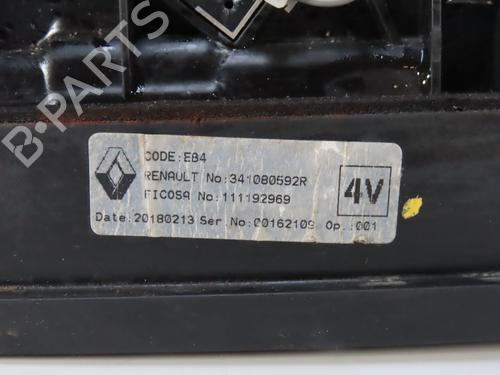 B-PARTS
CODE:EB4
RENAULT No:341080592R
FICOSA No:111192969
4V
Date:20180213 Ser.No:00162109 Op.:001